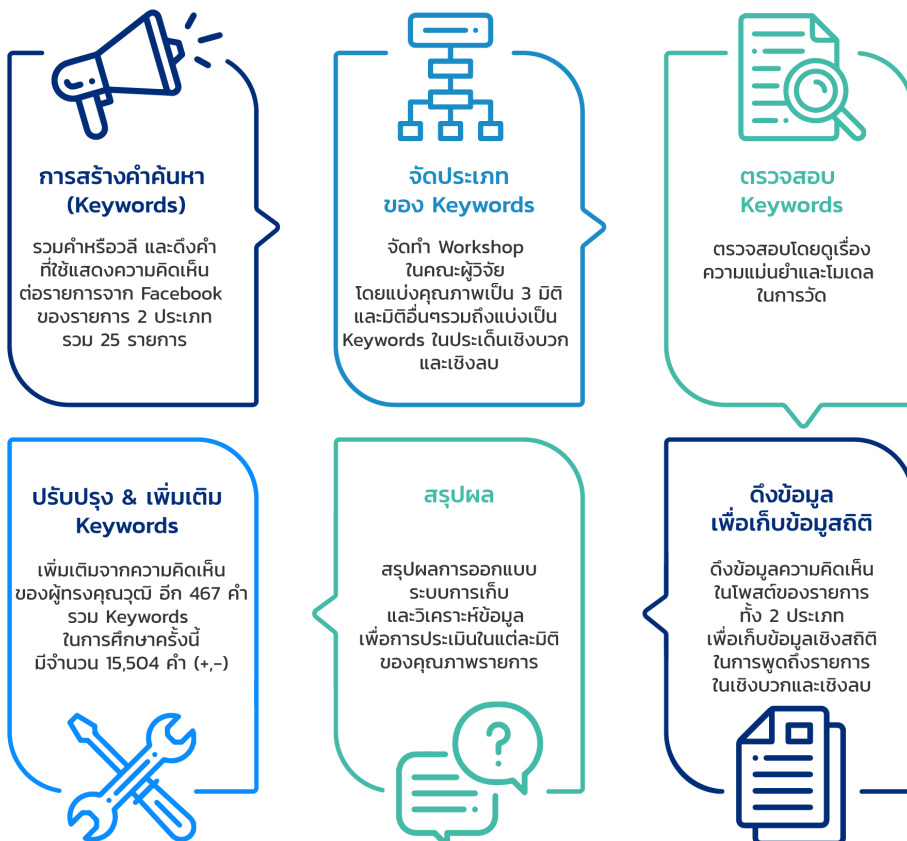 การสร้างคำค้นหา
(Keywords)
รวมคำหรือวลี และดึงคำ
ที่ใช้แสดงความคิดเห็น
ต่อรายการจาก Facebook
ของรายการ 2 ประเภท
รวม 25 รายการ
จัดประเภท
ของ Keywords
จัดทำ Workshop
ในคณะผู้วิจัย
โดยแบ่งคุณภาพเป็น 3 มิติ
และมิติอื่นๆรวมถึงแบ่งเป็น
Keywords ในประเด็นเชิงบวก
และเชิงลบ
ตรวจสอบ
Keywords
ตรวจสอบโดยดูเรื่อง
ความแม่นยำและโมเดล
ในการวัด
ดึงข้อมูล
เพื่อเก็บข้อมูสถิติ
ดึงข้อมูลความคิดเห็น
ในโพสต์ของรายการ
ทั้ง 2 ประเภท
เพื่อเก็บข้อมูลเชิงสถิติ
ในการพูดถึงรายการ
ในเชิงบวกและเชิงลบ
สรุปผล
สรุปผลการออกแบบ
ระบบการเก็บ
และวิเคราะห์ข้อมูล
เพื่อการประเมินในแต่ละมิติ
ของคุณภาพรายการ
ปรับปรุง & เพิ่มเติม
Keywords
เพิ่มเติมจากความคิดเห็น
ของผู้ทรงคุณวุฒิ อีก 467 คำ
รวม Keywords
ในการศึกษาครั้งนี้
มีจำนวน 15,504 คำ (+,-)